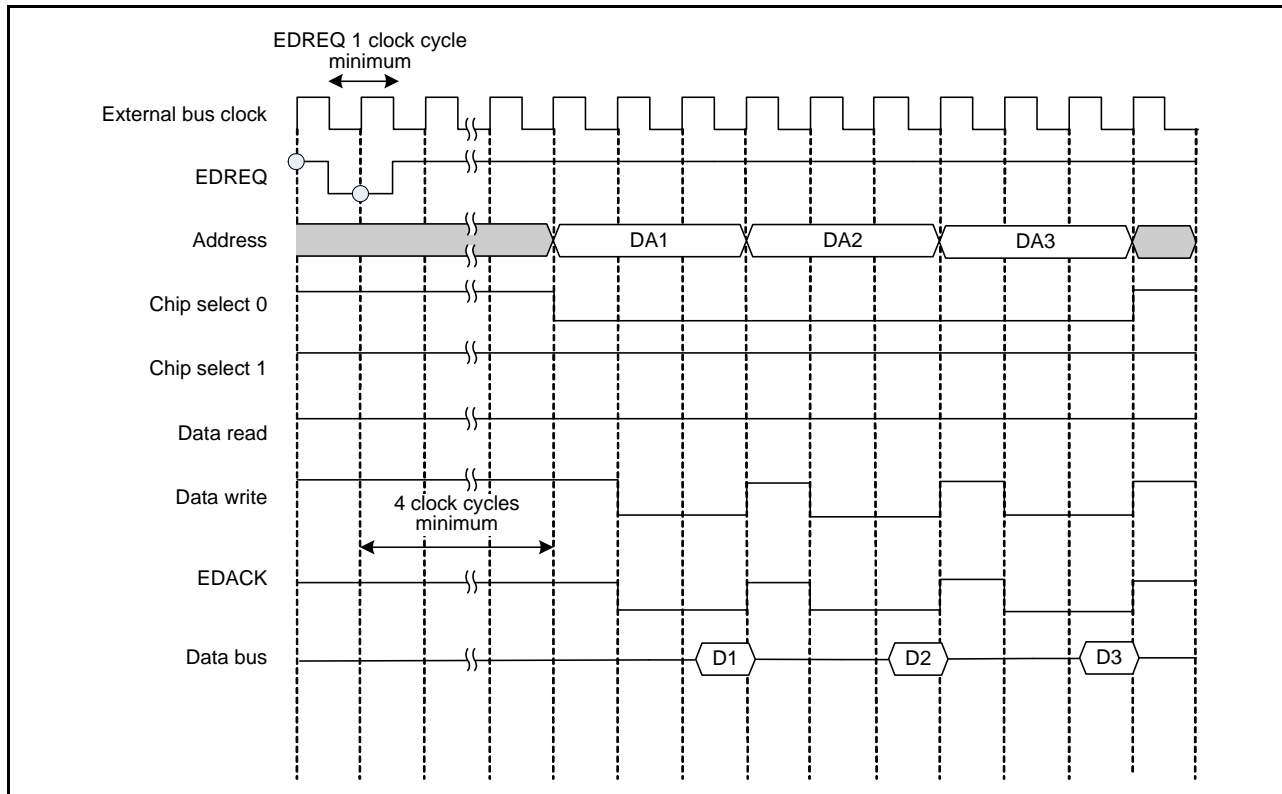 EDREQ 1 clock cycle
minimum
External bus clock
EDREQ
Address
DA1
DA2
DA3
Chip select 0
Chip select 1
Data read
Data write
4 clock cycles
minimum
EDACK
Data bus
D1
D2
D3